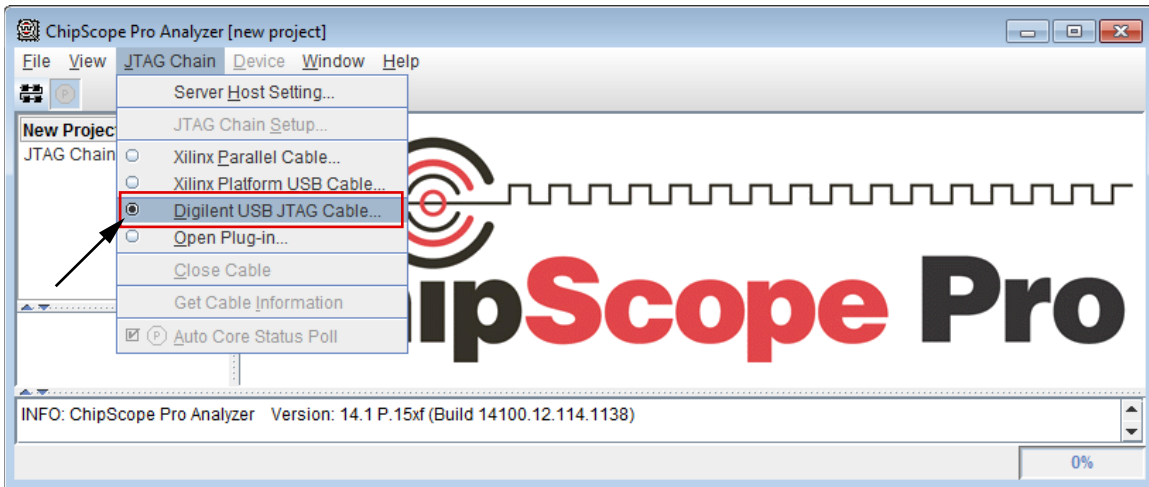 ChipScope Pro Analyzer [new project]
File View JTAG Chain Device Window Help
Server Host Setting...
New Projec
JTAG Chain
JTAG Chain Setup...
Xilinx Parallel Cable...
Xilinx Platform USB Cable...
Digilent USB JTAG Cable...
Open Plug-in...
Close Cable
Get Cable Information
P Auto Core Status Poll
ipScope Pro
INFO: ChipScope Pro Analyzer Version: 14.1 P.15xf (Build 14100.12.114.1138)
0%